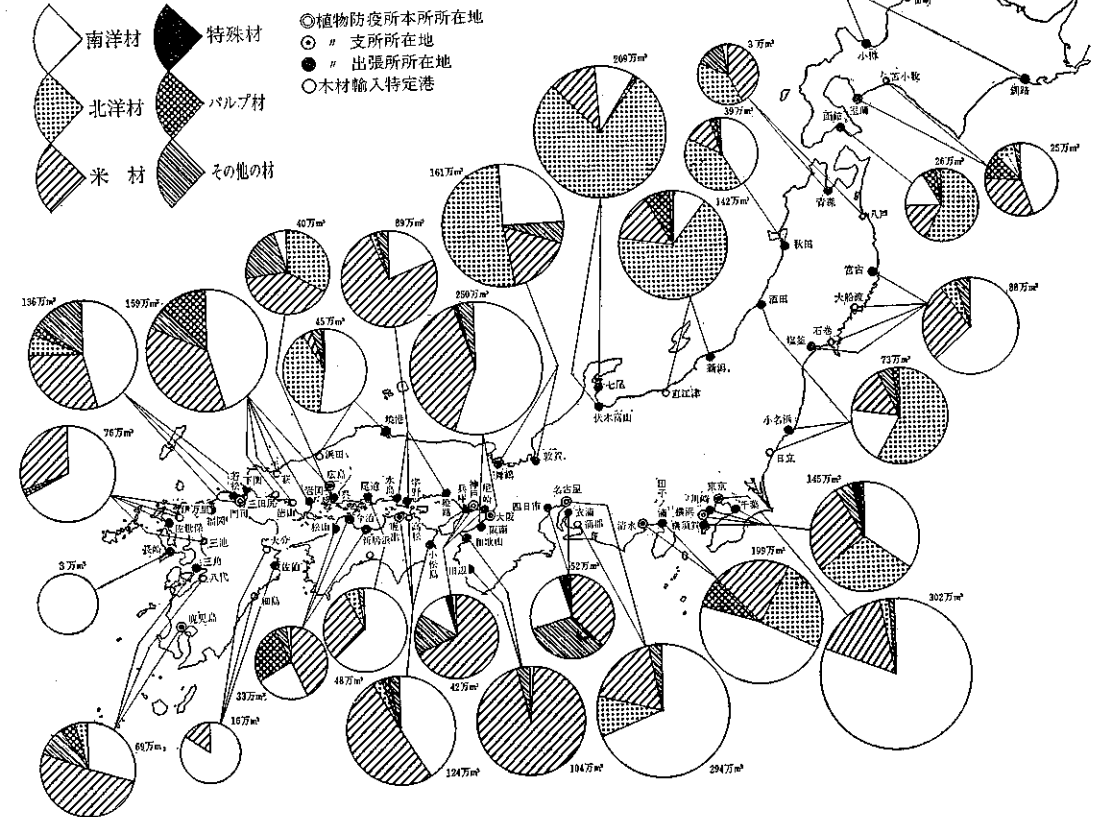 南洋材
特殊材
北洋材
パルプ材
米材
その他の材
◎植物防疫所本所所在地
〃 支所所在地
● 〃 出張所所在地
○木材輸入特定港
小樽
釧路
苫小牧
室蘭
函館
25万m³
26万m³
3万m³
青森
八戸
39万m³
秋田
宮古
大船渡
石巻
塩釜
88万m³
酒田
142万m³
新潟
直江津
269万m³
七尾
伏木富山
73万m³
小名浜
日立
161万m³
敦賀
舞鶴
89万m³
40万m³
250万m³
45万m³
境港
浜田
159万m³
136万m³
76万m³
萩
下関
若松
門司
三田尻
徳山
岩国
広島
呉
尾道
水島
宇野
姫路
神戸
尼崎
大阪
阪南
和歌山
田辺
小松島
高松
坂出
今治
松山
新居浜
伊万里
福岡
佐世保
長崎
三池
三角
八代
鹿児島
大分
佐伯
細島
3万m³
69万m³
16万m³
33万m³
48万m³
124万m³
42万m³
104万m³
52万m³
294万m³
四日市
名古屋
衣浦
蒲郡
清水
田子ノ浦
横須賀
横浜
川崎
東京
千葉
145万m³
199万m³
302万m³